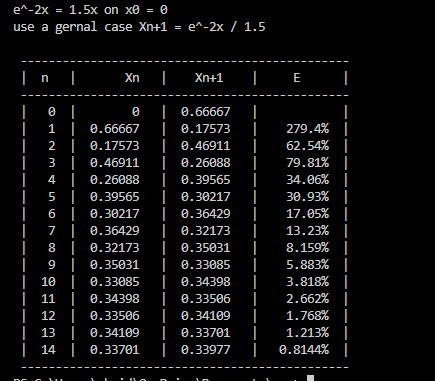 e^-2x = 1.5x on x0 = 0
use a gernal case Xn+1 = e^-2x / 1.5
---------------------------------------------
| n | Xn | Xn+1 | E |
---------------------------------------------
| 0 | 0 | 0.66667 | |
| 1 | 0.66667 | 0.17573 | 279.4% |
| 2 | 0.17573 | 0.46911 | 62.54% |
| 3 | 0.46911 | 0.26088 | 79.81% |
| 4 | 0.26088 | 0.39565 | 34.06% |
| 5 | 0.39565 | 0.30217 | 30.93% |
| 6 | 0.30217 | 0.36429 | 17.05% |
| 7 | 0.36429 | 0.32173 | 13.23% |
| 8 | 0.32173 | 0.35031 | 8.159% |
| 9 | 0.35031 | 0.33085 | 5.883% |
| 10 | 0.33085 | 0.34398 | 3.818% |
| 11 | 0.34398 | 0.33506 | 2.662% |
| 12 | 0.33506 | 0.34109 | 1.768% |
| 13 | 0.34109 | 0.33701 | 1.213% |
| 14 | 0.33701 | 0.33977 | 0.8144% |
---------------------------------------------